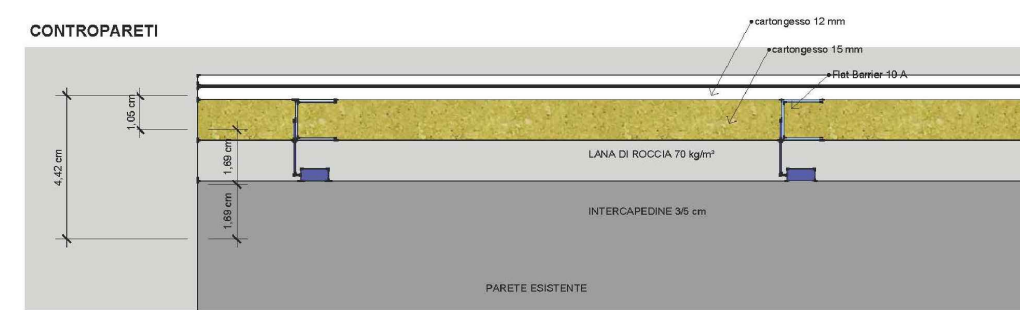 CONTROPARETI
cartongesso 12 mm
cartongesso 15 mm
Flat Barrier 10 A
1,05 cm
4,42 cm
1,69 cm
LANA DI ROCCIA 70 kg/m³
1,69 cm
INTERCAPEDINE 3/5 cm
PARETE ESISTENTE